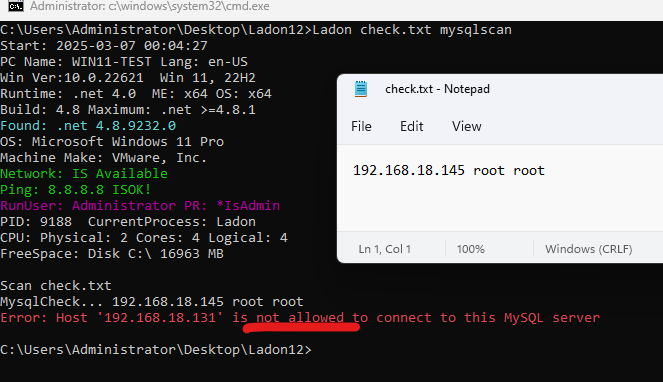 Administrator: c:\windows\system32\cmd.exe
C:\Users\Administrator\Desktop\Ladon12>Ladon check.txt mysqlscan
Start: 2025-03-07 00:04:27
PC Name: WIN11-TEST Lang: en-US
Win Ver:10.0.22621  Win 11, 22H2
Runtime: .net 4.0  ME: x64 OS: x64
Build: 4.8 Maximum: .net >=4.8.1
Found: .net 4.8.9232.0
OS: Microsoft Windows 11 Pro
Machine Make: VMware, Inc.
Network: IS Available
Ping: 8.8.8.8 ISOK!
RunUser: Administrator PR: *IsAdmin
PID: 9188  CurrentProcess: Ladon
CPU: Physical: 2 Cores: 4 Logical: 4
FreeSpace: Disk C:\ 16963 MB
Scan check.txt
MysqlCheck... 192.168.18.145 root root
Error: Host '192.168.18.131' is not allowed to connect to this MySQL server
C:\Users\Administrator\Desktop\Ladon12>
check.txt - Notepad
File Edit View
192.168.18.145 root root
Ln 1, Col 1 100% Windows (CRLF)